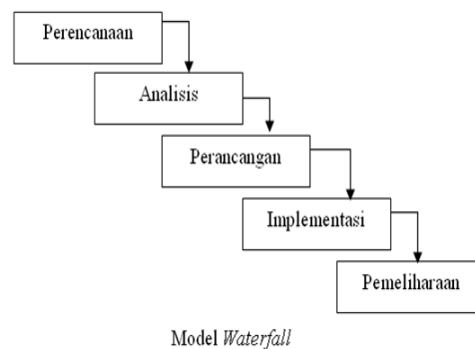 Perencanaan
Analisis
Perancangan
Implementasi
Pemeliharaan
Model Waterfall